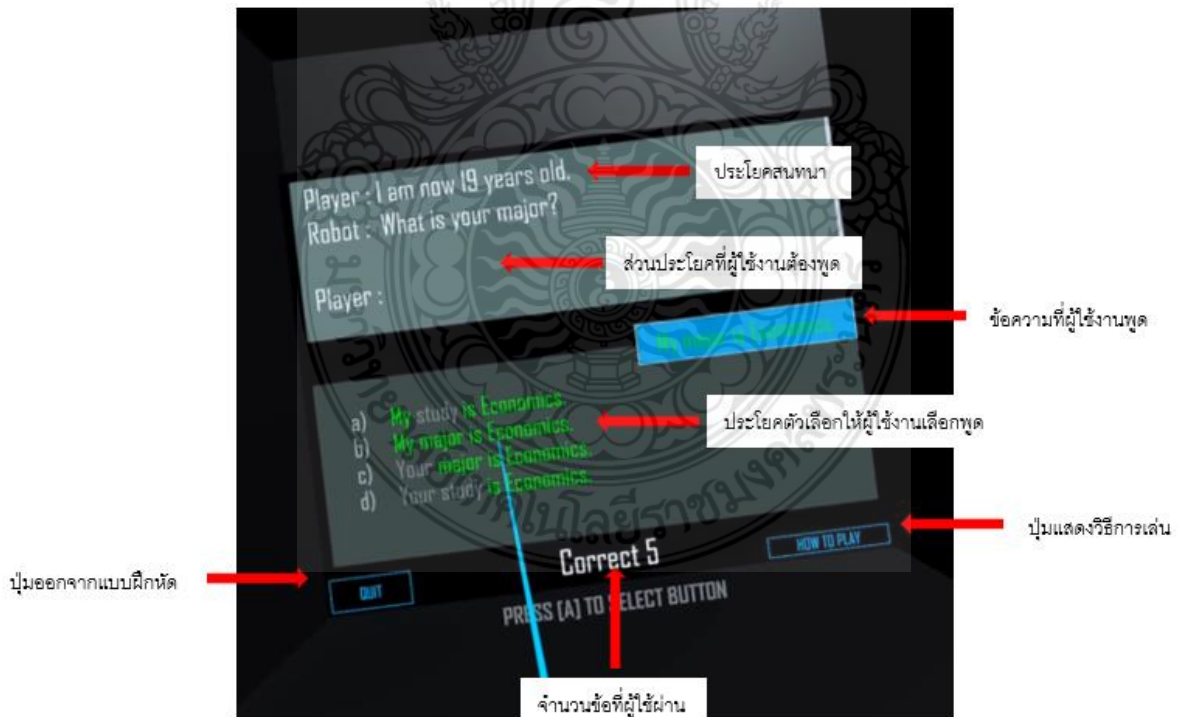 Player : I am now 19 years old.
ประโยคสนทนา
Robot : What is your major?
ส่วนประโยคที่ผู้ใช้งานต้องพูด
Player :
ข้อความที่ผู้ใช้งานพูด
My major is Economics
a) My study is Economics.
b) My major is Economics.
c) Your major is Economics.
d) Your study is Economics.
ประโยคตัวเลือกให้ผู้ใช้งานเลือกพูด
ปุ่มแสดงวิธีการเล่น
HOW TO PLAY
Correct 5
ปุ่มออกจากแบบฝึกหัด
QUIT
PRESS (A) TO SELECT BUTTON
จำนวนข้อที่ผู้ใช้ผ่าน